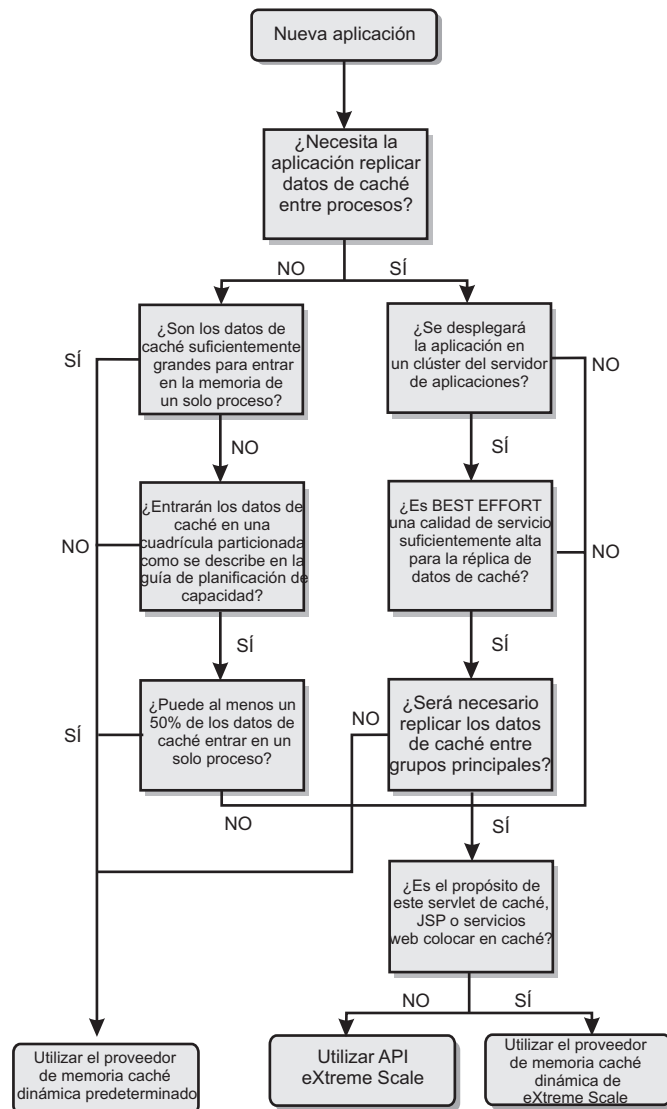 Nueva aplicación
¿Necesita la
aplicación replicar
datos de caché
entre procesos?
NO
SÍ
¿Son los datos de
caché suficientemente
grandes para entrar
en la memoria de
un solo proceso?
¿Se desplegará
la aplicación en
un clúster del servidor
de aplicaciones?
SÍ
NO
NO
SÍ
¿Entrarán los datos de
caché en una
cuadrícula particionada
como se describe en la
guía de planificación de
capacidad?
¿Es BEST EFFORT
una calidad de servicio
suficientemente alta
para la réplica de
datos de caché?
NO
NO
SÍ
SÍ
¿Puede al menos un
50% de los datos de
caché entrar en un
solo proceso?
¿Será necesario
replicar los datos
de caché entre
grupos principales?
SÍ
NO
NO
SÍ
¿Es el propósito de
este servlet de caché,
JSP o servicios
web colocar en caché?
NO
SÍ
Utilizar el proveedor
de memoria caché
dinámica predeterminado
Utilizar API
eXtreme Scale
Utilizar el proveedor
de memoria caché
dinámica de
eXtreme Scale